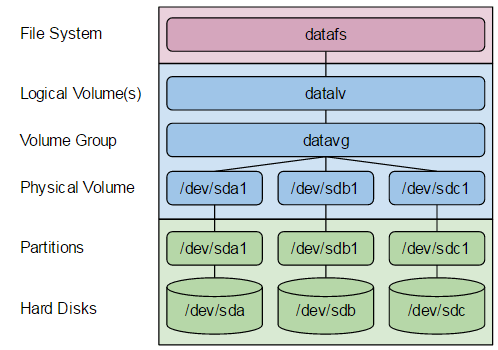 File System
datafs
Logical Volume(s)
datalv
Volume Group
datavg
Physical Volume
/dev/sda1
/dev/sdb1
/dev/sdc1
Partitions
/dev/sda1
/dev/sdb1
/dev/sdc1
Hard Disks
/dev/sda
/dev/sdb
/dev/sdc